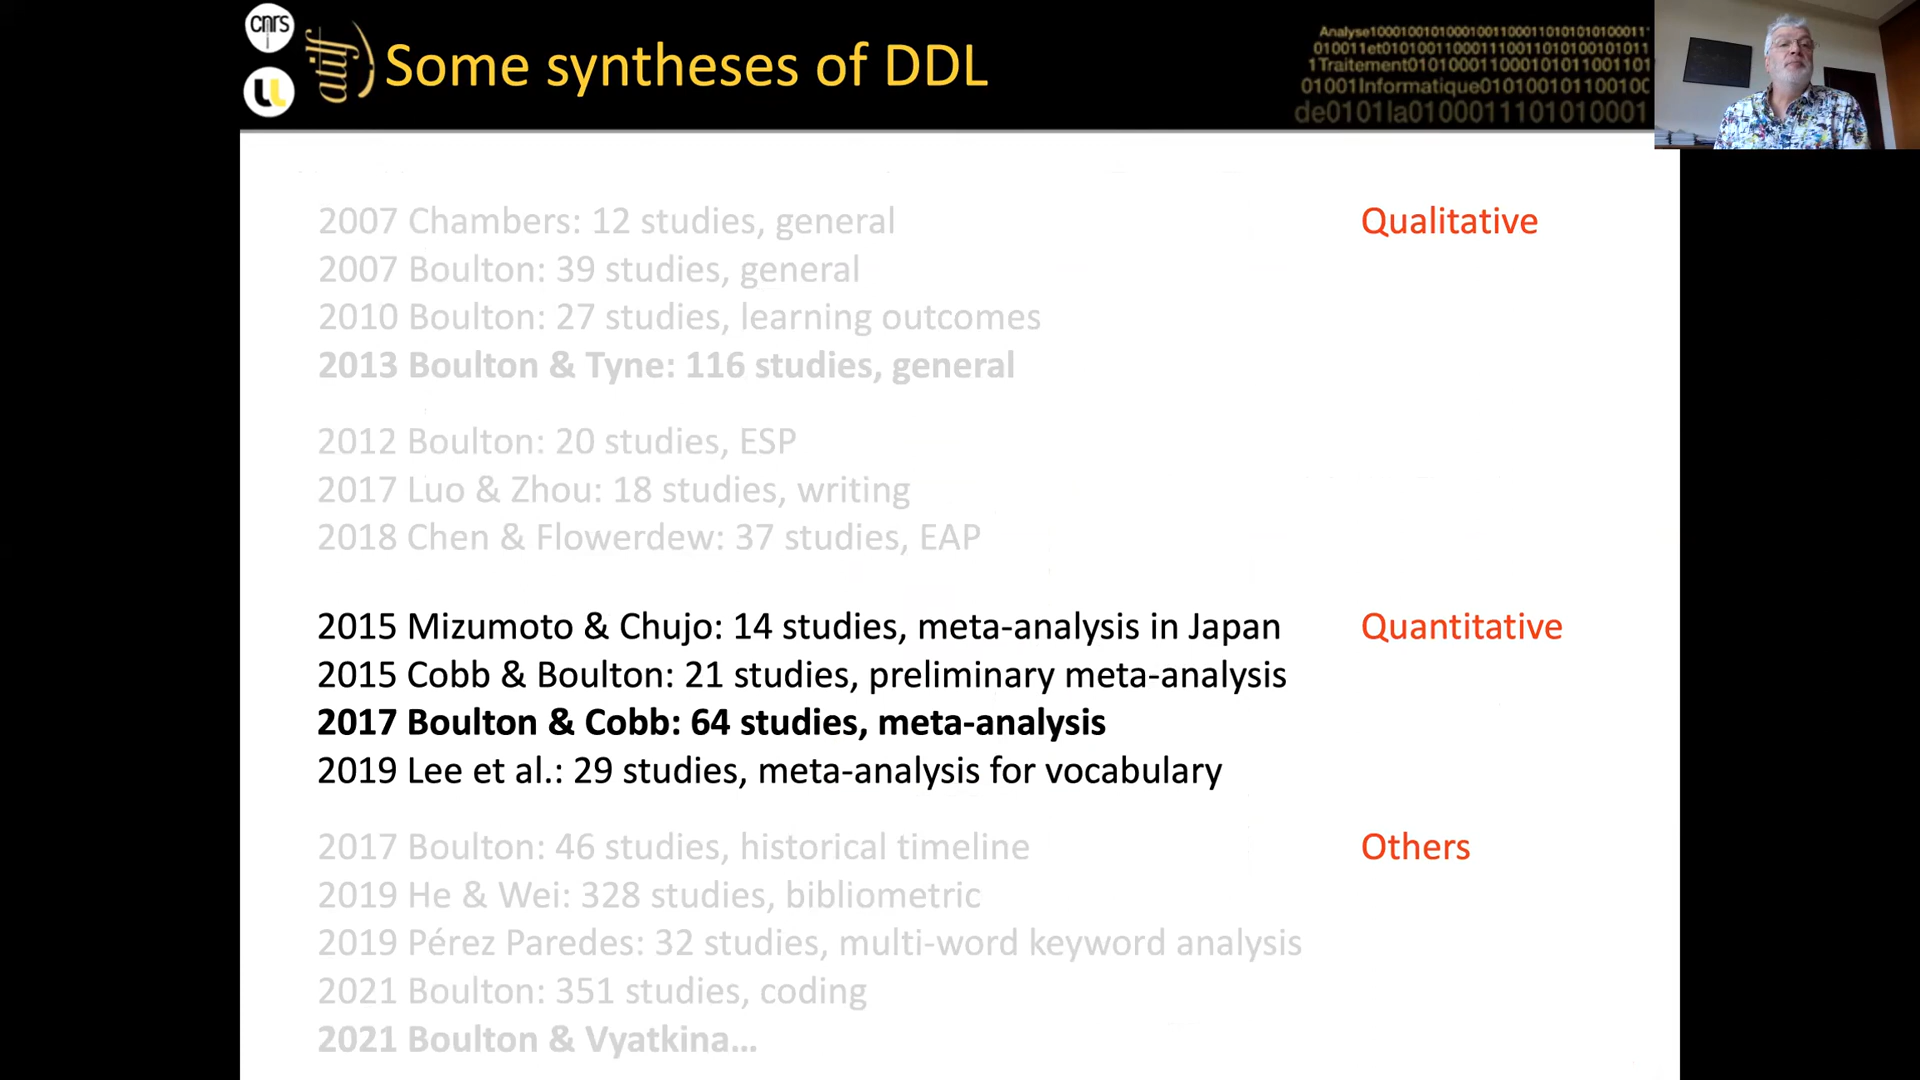 cnrs
atilf
Some syntheses of DDL
Analyse1000100101000100110001101010101000011
010011et010100110001110011010100101011
1Traitement01010001100010101011001101
01001Informatique0101001011001000
de0101la0100011101010001
2007 Chambers: 12 studies, general
Qualitative
2007 Boulton: 39 studies, general
2010 Boulton: 27 studies, learning outcomes
2013 Boulton & Tyne: 116 studies, general
2012 Boulton: 20 studies, ESP
2017 Luo & Zhou: 18 studies, writing
2018 Chen & Flowerdew: 37 studies, EAP
2015 Mizumoto & Chujo: 14 studies, meta-analysis in Japan
Quantitative
2015 Cobb & Boulton: 21 studies, preliminary meta-analysis
2017 Boulton & Cobb: 64 studies, meta-analysis
2019 Lee et al.: 29 studies, meta-analysis for vocabulary
2017 Boulton: 46 studies, historical timeline
Others
2019 He & Wei: 328 studies, bibliometric
2019 Pérez Paredes: 32 studies, multi-word keyword analysis
2021 Boulton: 351 studies, coding
2021 Boulton & Vyatkina...